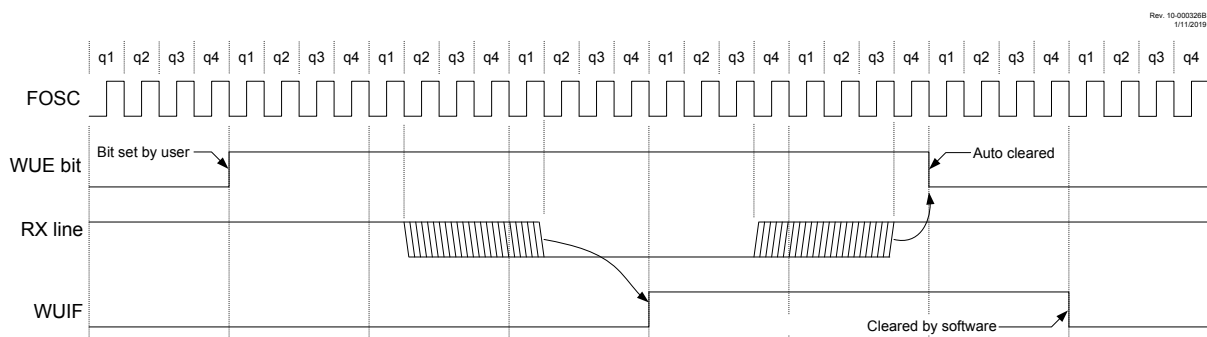 Rev. 10-000326B
1/11/2019
q1 q2 q3 q4 q1 q2 q3 q4 q1 q2 q3 q4 q1 q2 q3 q4 q1 q2 q3 q4 q1 q2 q3 q4 q1 q2 q3 q4 q1 q2 q3 q4
FOSC
WUE bit
Bit set by user
Auto cleared
RX line
WUIF
Cleared by software